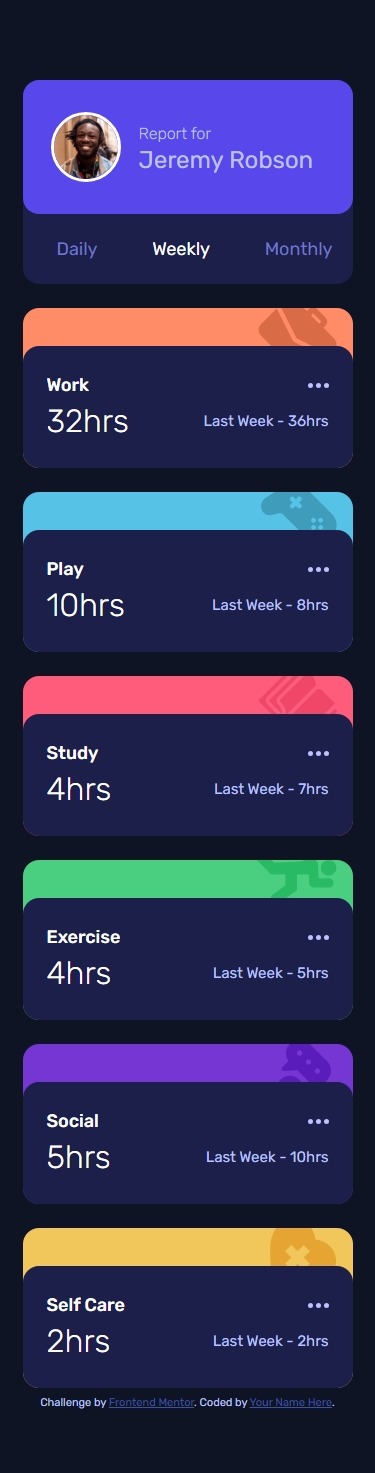 Report for
Jeremy Robson
Daily Weekly Monthly
Work
32hrs Last Week - 36hrs
Play
10hrs Last Week - 8hrs
Study
4hrs Last Week - 7hrs
Exercise
4hrs Last Week - 5hrs
Social
5hrs Last Week - 10hrs
Self Care
2hrs Last Week - 2hrs
Challenge by Frontend Mentor. Coded by Your Name Here.